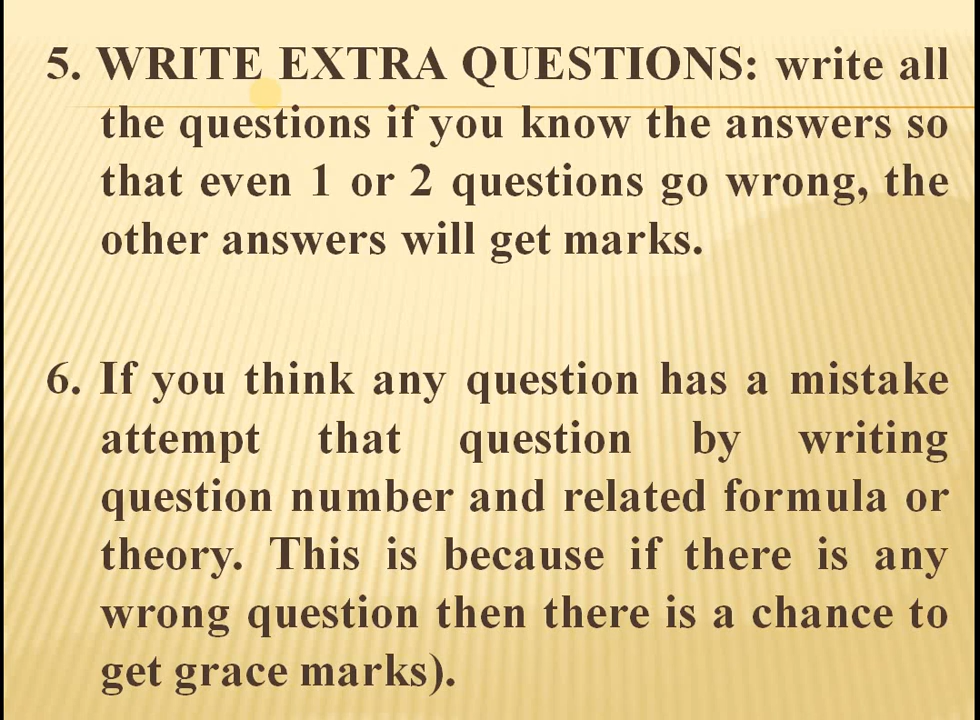 5. WRITE EXTRA QUESTIONS: write all
the questions if you know the answers so
that even 1 or 2 questions go wrong, the
other answers will get marks.
6. If you think any question has a mistake
attempt that question by writing
question number and related formula or
theory. This is because if there is any
wrong question then there is a chance to
get grace marks).